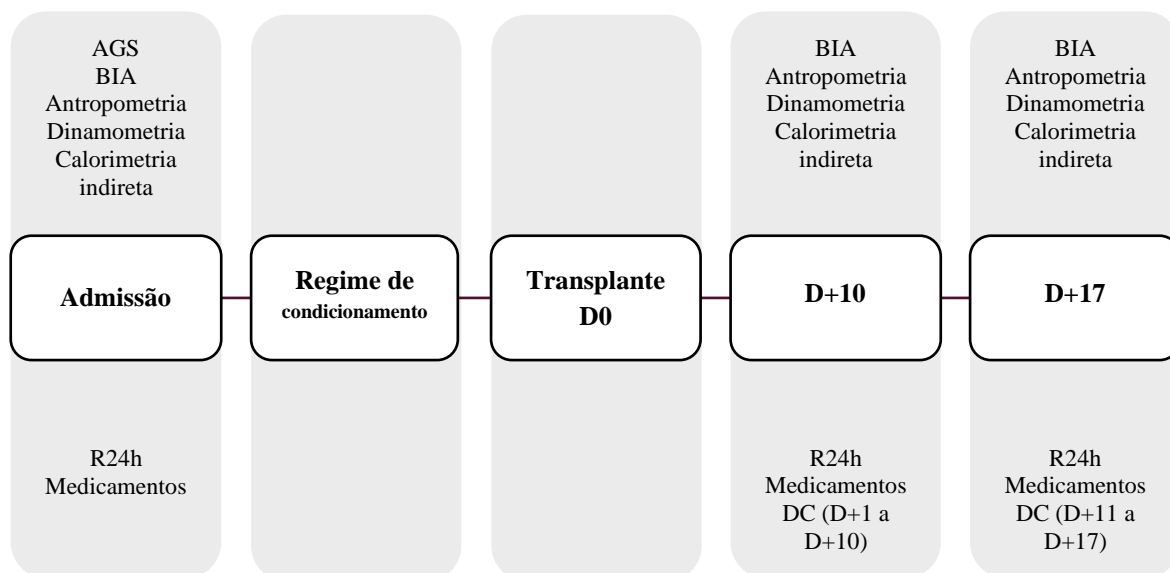 AGS
BIA
Antropometria
Dinamometria
Calorimetria
indireta
Admissão
R24h
Medicamentos
Regime de
condicionamento
Transplante
D0
BIA
Antropometria
Dinamometria
Calorimetria
indireta
D+10
R24h
Medicamentos
DC (D+1 a
D+10)
BIA
Antropometria
Dinamometria
Calorimetria
indireta
D+17
R24h
Medicamentos
DC (D+11 a
D+17)